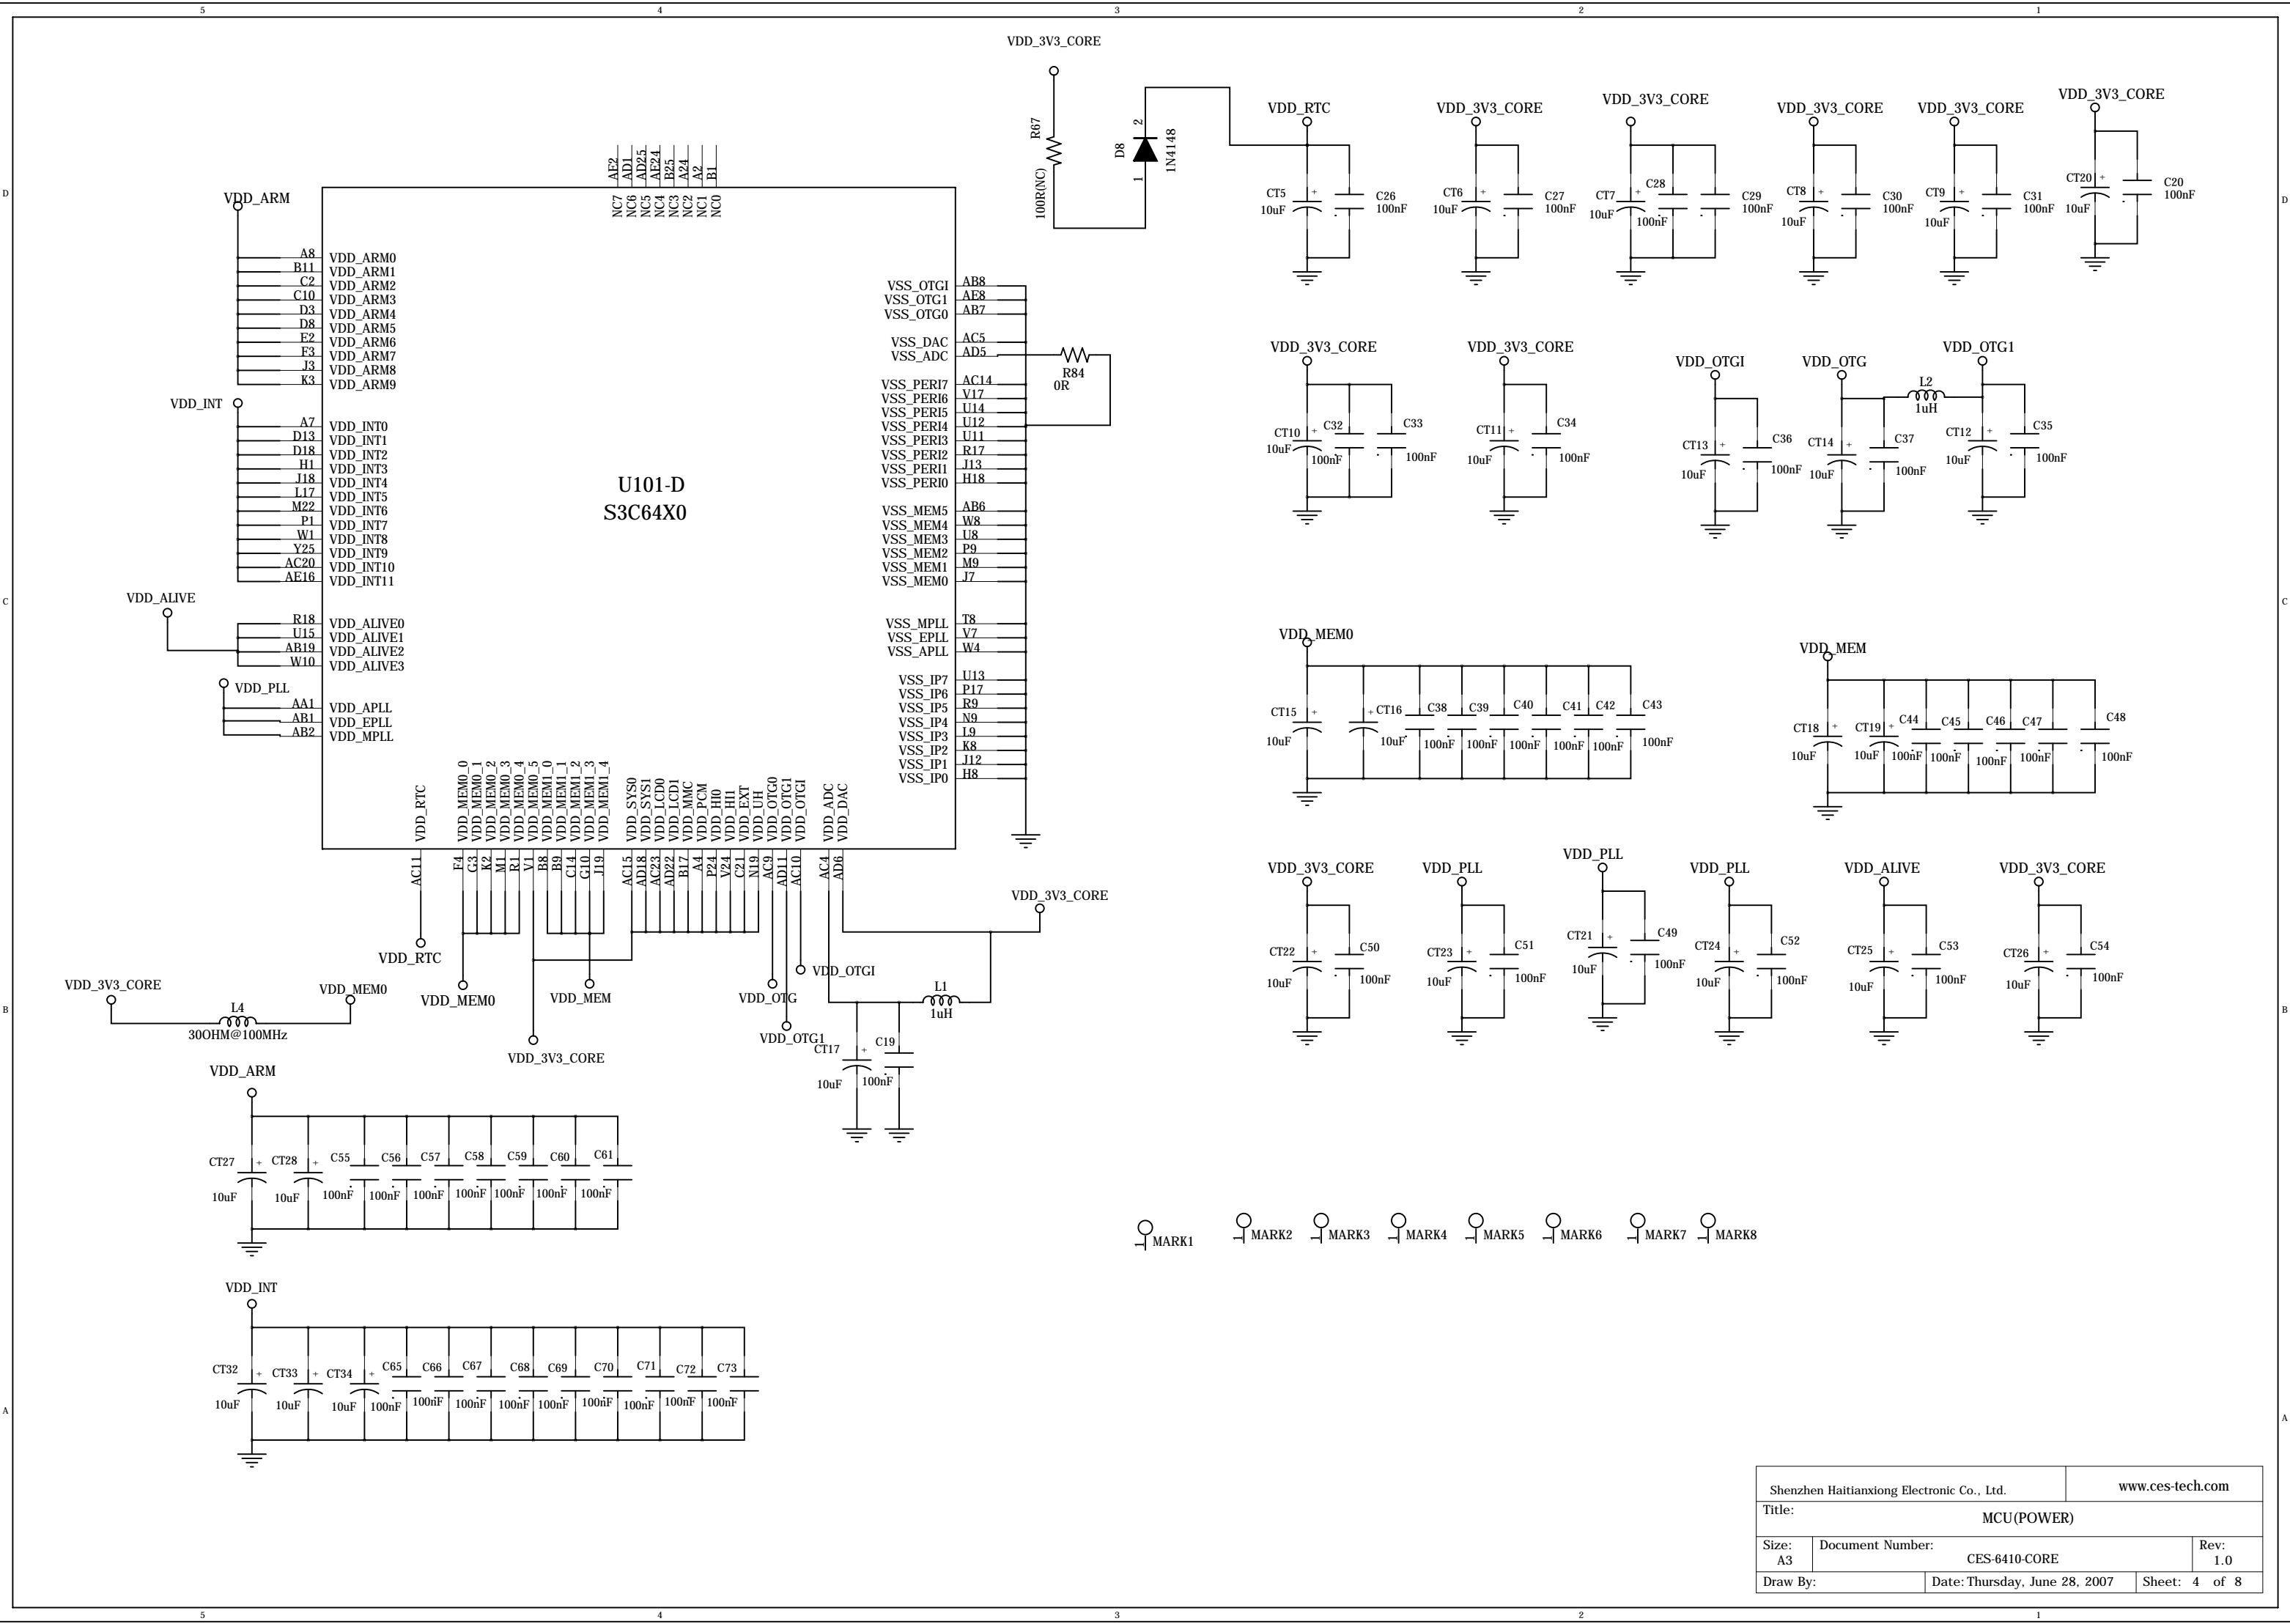 5 4 3 2 1
D
C
B
A
D
C
B
A
VDD_3V3_CORE
R67
100R(NC)
D8
2
1
1N4148
AE2
AD1
AD25
AE24
B25
A24
A2
B1
NC7
NC6
NC5
NC4
NC3
NC2
NC1
NC0
U101-D
S3C64X0
VDD_ARM
A8 VDD_ARM0
B11 VDD_ARM1
C2 VDD_ARM2
C10 VDD_ARM3
D3 VDD_ARM4
D8 VDD_ARM5
E2 VDD_ARM6
F3 VDD_ARM7
J3 VDD_ARM8
K3 VDD_ARM9
VDD_INT
A7 VDD_INT0
D13 VDD_INT1
D18 VDD_INT2
H1 VDD_INT3
J18 VDD_INT4
L17 VDD_INT5
M22 VDD_INT6
P1 VDD_INT7
W1 VDD_INT8
Y25 VDD_INT9
AC20 VDD_INT10
AE16 VDD_INT11
VDD_ALIVE
R18 VDD_ALIVE0
U15 VDD_ALIVE1
AB19 VDD_ALIVE2
W10 VDD_ALIVE3
VDD_PLL
AA1 VDD_APLL
AB1 VDD_EPLL
AB2 VDD_MPLL
VSS_OTGI AB8
VSS_OTG1 AE8
VSS_OTG0 AB7
VSS_DAC AC5
VSS_ADC AD5
R84
0R
VSS_PERI7 AC14
VSS_PERI6 V17
VSS_PERI5 U14
VSS_PERI4 U12
VSS_PERI3 U11
VSS_PERI2 R17
VSS_PERI1 J13
VSS_PERI0 H18
VSS_MEM5 AB6
VSS_MEM4 W8
VSS_MEM3 U8
VSS_MEM2 P9
VSS_MEM1 M9
VSS_MEM0 J7
VSS_MPLL T8
VSS_EPLL V7
VSS_APLL W4
VSS_IP7 U13
VSS_IP6 P17
VSS_IP5 R9
VSS_IP4 N9
VSS_IP3 L9
VSS_IP2 K8
VSS_IP1 J12
VSS_IP0 H8
VDD_RTC AC11
VDD_MEM0_0 F4
VDD_MEM0_1 G3
VDD_MEM0_2 K2
VDD_MEM0_3 M1
VDD_MEM0_4 R1
VDD_MEM0_5 V1
VDD_MEM1_0 B8
VDD_MEM1_1 B9
VDD_MEM1_2 C14
VDD_MEM1_3 G10
VDD_MEM1_4 J19
VDD_SYS0 AC15
VDD_SYS1 AD18
VDD_LCD0 AC23
VDD_LCD1 AD22
VDD_MMC B17
VDD_PCM A4
VDD_HI0 P24
VDD_HI1 V24
VDD_EXT C21
VDD_UH N19
VDD_OTG0 AC9
VDD_OTG1 AD11
VDD_OTGI AC10
VDD_ADC AC4
VDD_DAC AD6
VDD_RTC
VDD_MEM0
VDD_3V3_CORE
VDD_MEM
VDD_OTG
VDD_OTG1
VDD_OTGI
VDD_3V3_CORE
L1
1uH
CT17 + C19
10uF 100nF
VDD_3V3_CORE VDD_MEM0
L4
30OHM@100MHz
VDD_RTC
CT5 + C26
10uF 100nF
VDD_3V3_CORE
CT6 + C27
10uF 100nF
VDD_3V3_CORE
CT7 + C28 C29
10uF 100nF 100nF
VDD_3V3_CORE
CT8 + C30
10uF 100nF
VDD_3V3_CORE
CT9 + C31
10uF 100nF
VDD_3V3_CORE
CT20 + C20
10uF 100nF
VDD_3V3_CORE
CT10 + C32 C33
10uF 100nF 100nF
VDD_3V3_CORE
CT11 + C34
10uF 100nF
VDD_OTGI
CT13 + C36
10uF 100nF
VDD_OTG
L2
1uH
CT14 + C37
10uF 100nF
VDD_OTG1
CT12 + C35
10uF 100nF
VDD_MEM0
CT15 + + CT16 C38 C39 C40 C41 C42 C43
10uF 10uF 100nF 100nF 100nF 100nF 100nF 100nF
VDD_MEM
CT18 + CT19 + C44 C45 C46 C47 C48
10uF 10uF 100nF 100nF 100nF 100nF 100nF
VDD_3V3_CORE
CT22 + C50
10uF 100nF
VDD_PLL
CT23 + C51
10uF 100nF
VDD_PLL
CT21 + C49
10uF 100nF
VDD_PLL
CT24 + C52
10uF 100nF
VDD_ALIVE
CT25 + C53
10uF 100nF
VDD_3V3_CORE
CT26 + C54
10uF 100nF
VDD_ARM
CT27 + CT28 + C55 C56 C57 C58 C59 C60 C61
10uF 10uF 100nF 100nF 100nF 100nF 100nF 100nF 100nF
VDD_INT
CT32 + CT33 + CT34 + C65 C66 C67 C68 C69 C70 C71 C72 C73
10uF 10uF 10uF 100nF 100nF 100nF 100nF 100nF 100nF 100nF 100nF 100nF
1 MARK1
1 MARK2
1 MARK3
1 MARK4
1 MARK5
1 MARK6
1 MARK7
1 MARK8
Shenzhen Haitianxiong Electronic Co., Ltd. www.ces-tech.com
Title:
MCU(POWER)
Size: Document Number: Rev:
A3 CES-6410-CORE 1.0
Draw By: Date: Thursday, June 28, 2007 Sheet: 4 of 8
5 4 3 2 1